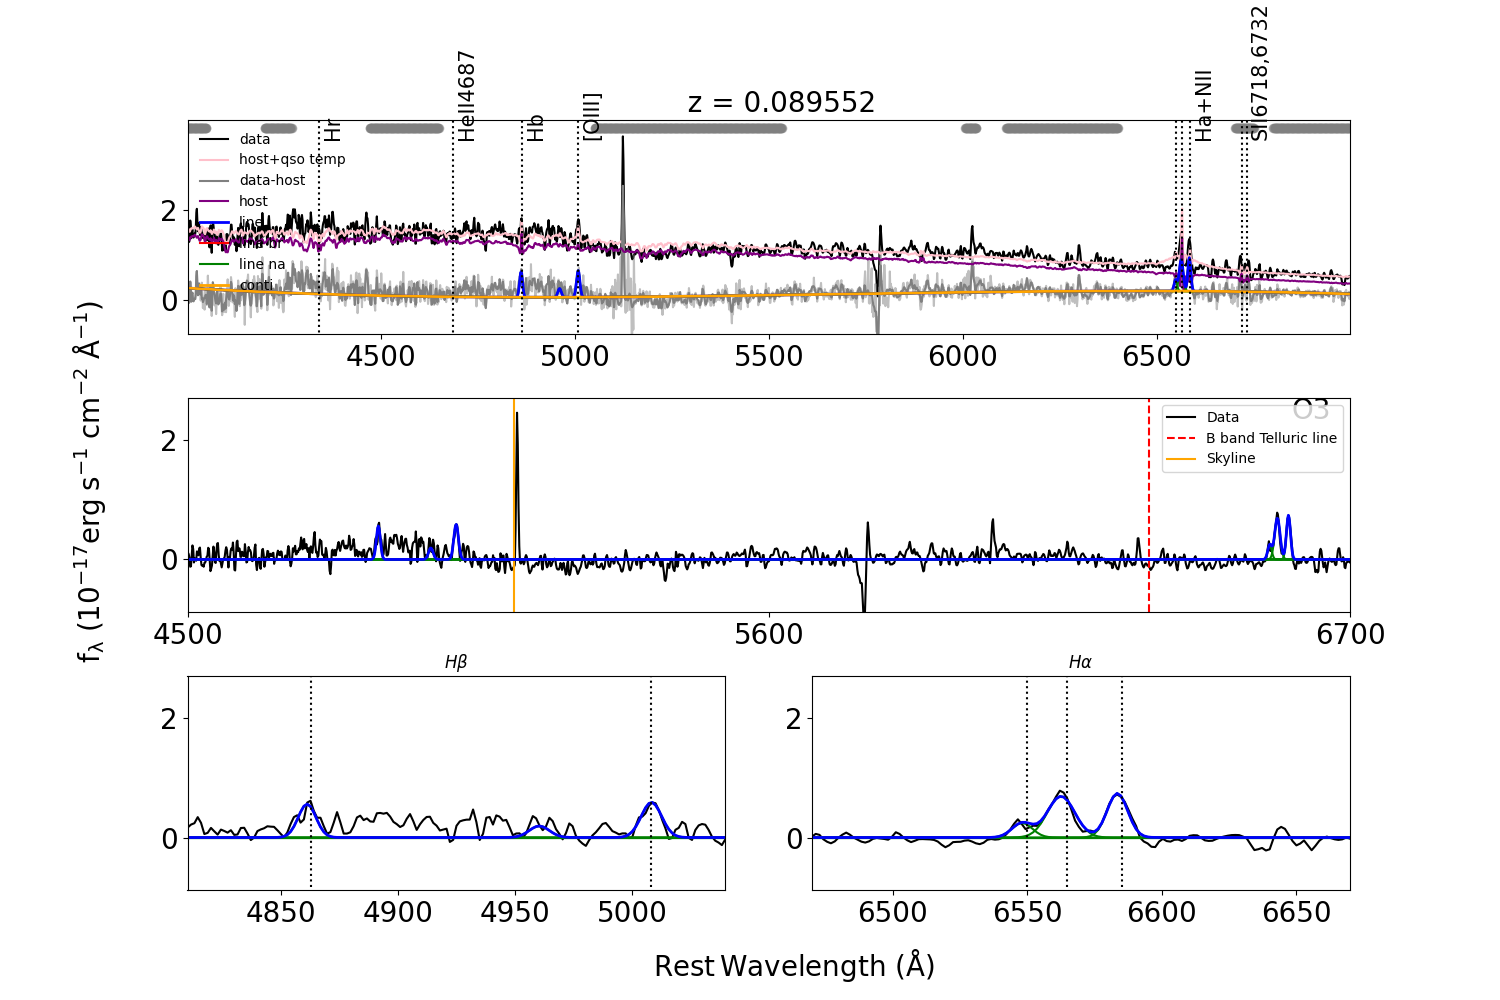 z = 0.089552
Hr
HeII4687
Hb
[OIII]
Ha+NII
SII6718,6732
data
host+qso temp
data-host
host
line
line na
conti
2
0
4500 5000 5500 6000 6500
f_λ (10^−17 erg s^−1 cm^−2 Å^−1)
O3
Data
B band Telluric line
Skyline
2
0
4500 5600 6700
Hβ
2
0
4850 4900 4950 5000
Hα
2
0
6500 6550 6600 6650
Rest Wavelength (Å)